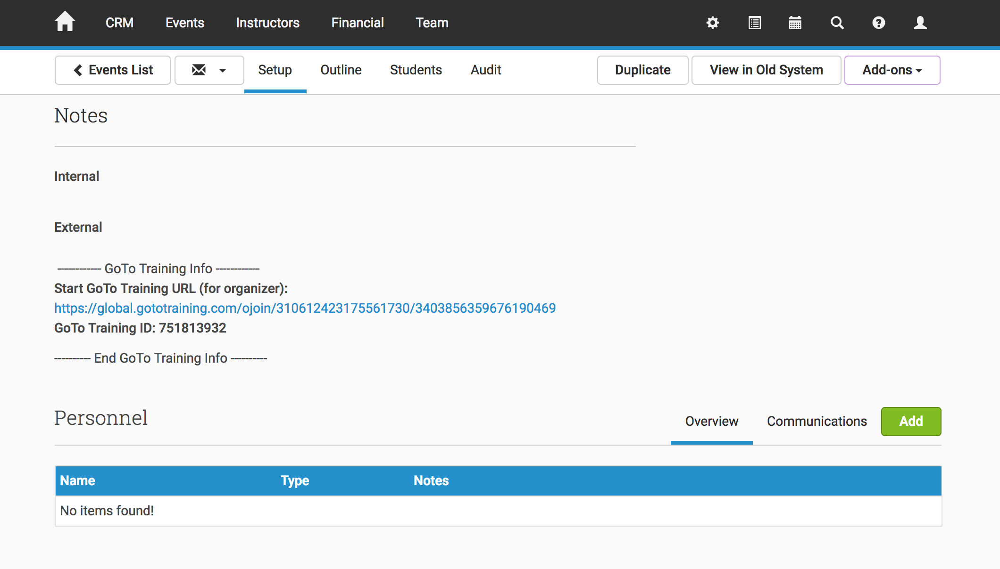 CRM Events Instructors Financial Team
Events List Setup Outline Students Audit Duplicate View in Old System Add-ons
Notes
Internal
External
------------ GoTo Training Info ------------
Start GoTo Training URL (for organizer):
https://global.gototraining.com/ojoin/310612423175561730/3403856359676190469
GoTo Training ID: 751813932
---------- End GoTo Training Info ----------
Personnel Overview Communications Add
Name Type Notes
No items found!